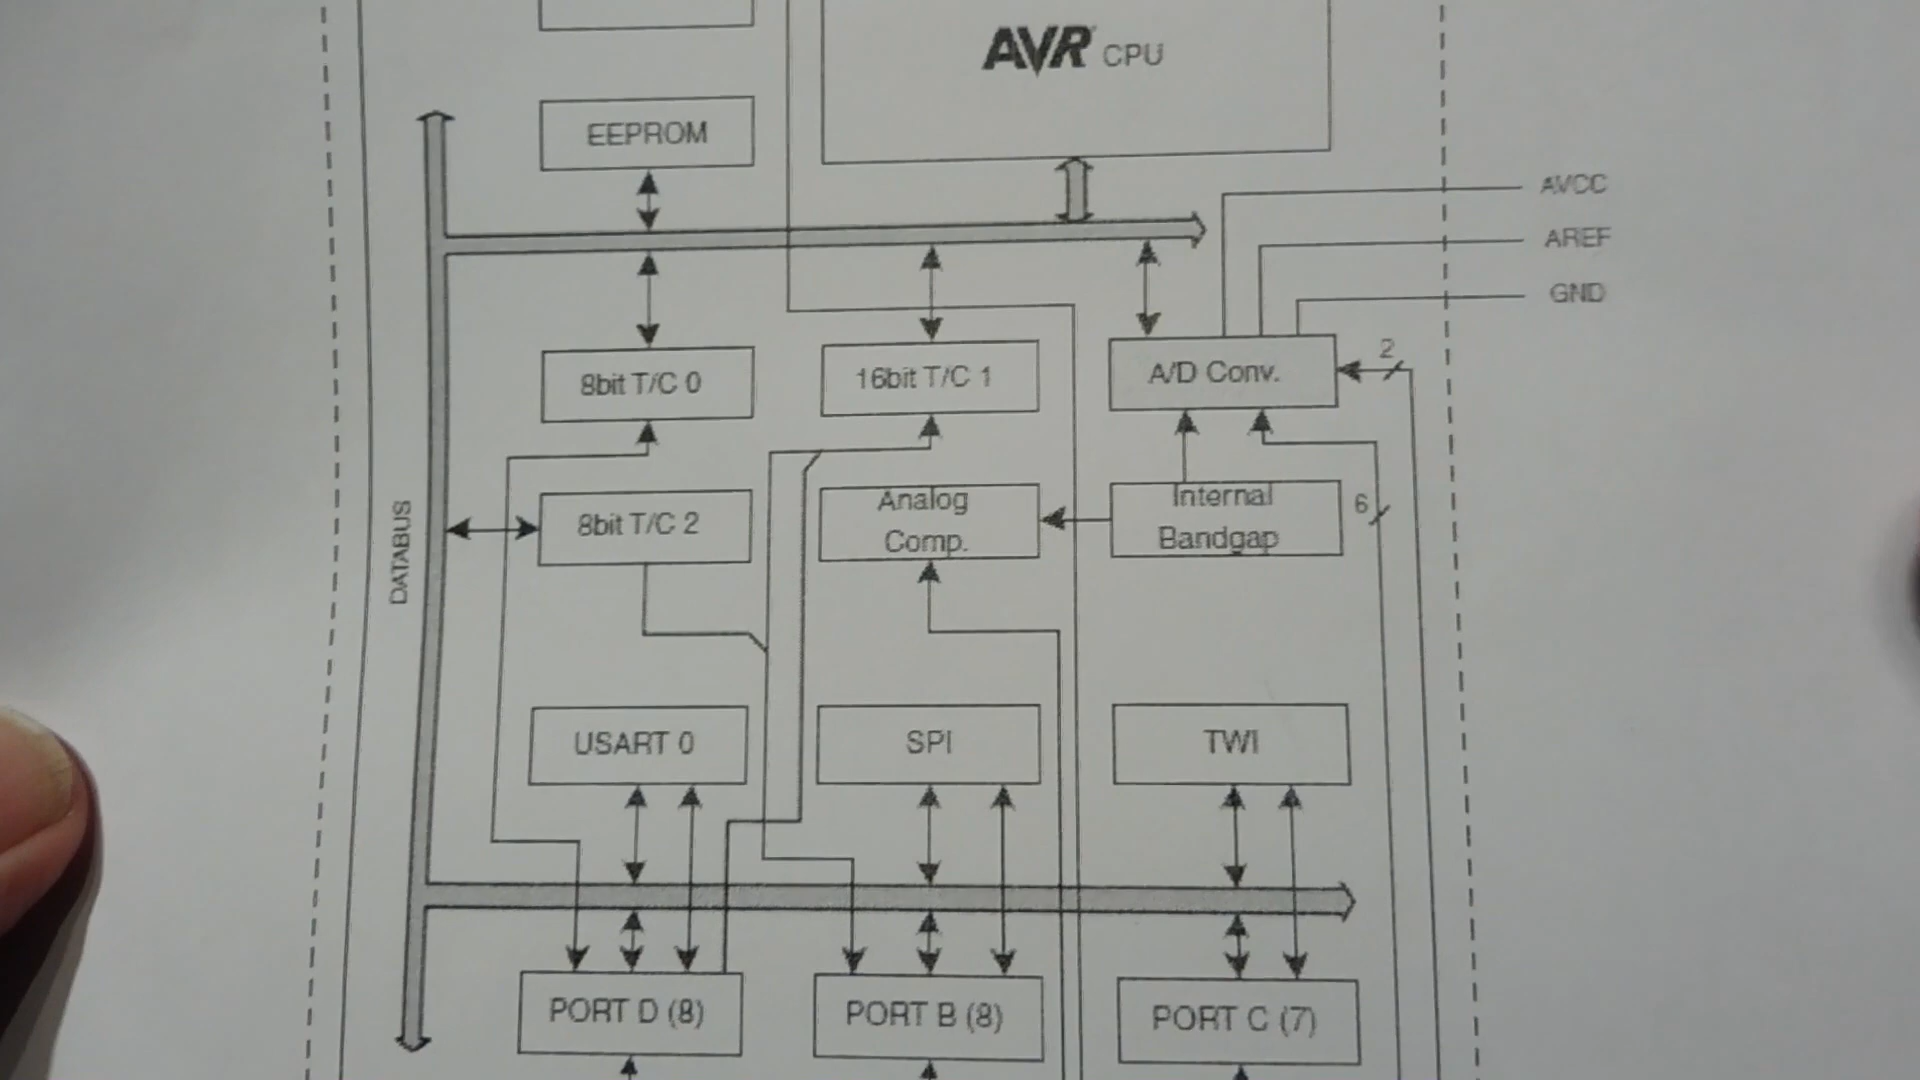 AVR CPU
EEPROM
AVCC
AREF
GND
2
8bit T/C 0
16bit T/C 1
A/D Conv.
Analog
Comp.
Internal
Bandgap
6
8bit T/C 2
DATABUS
USART 0
SPI
TWI
PORT D (8)
PORT B (8)
PORT C (7)